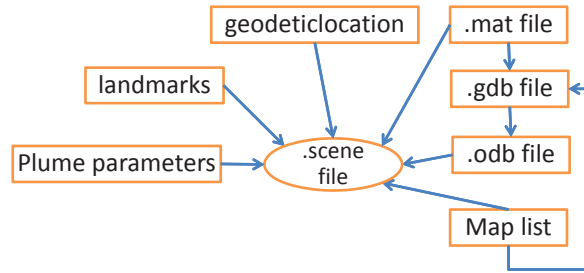 geodeticlocation
.mat file
landmarks
.gdb file
Plume parameters
.scene
file
.odb file
Map list